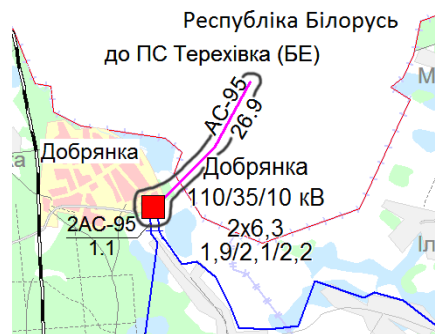 Республіка Білорусь
до ПС Терехівка (БЕ)
АС-95
26.9
Добрянка
Добрянка
110/35/10 кВ
2АС-95
1.1
2х6,3
1,9/2,1/2,2
М
Іл
а